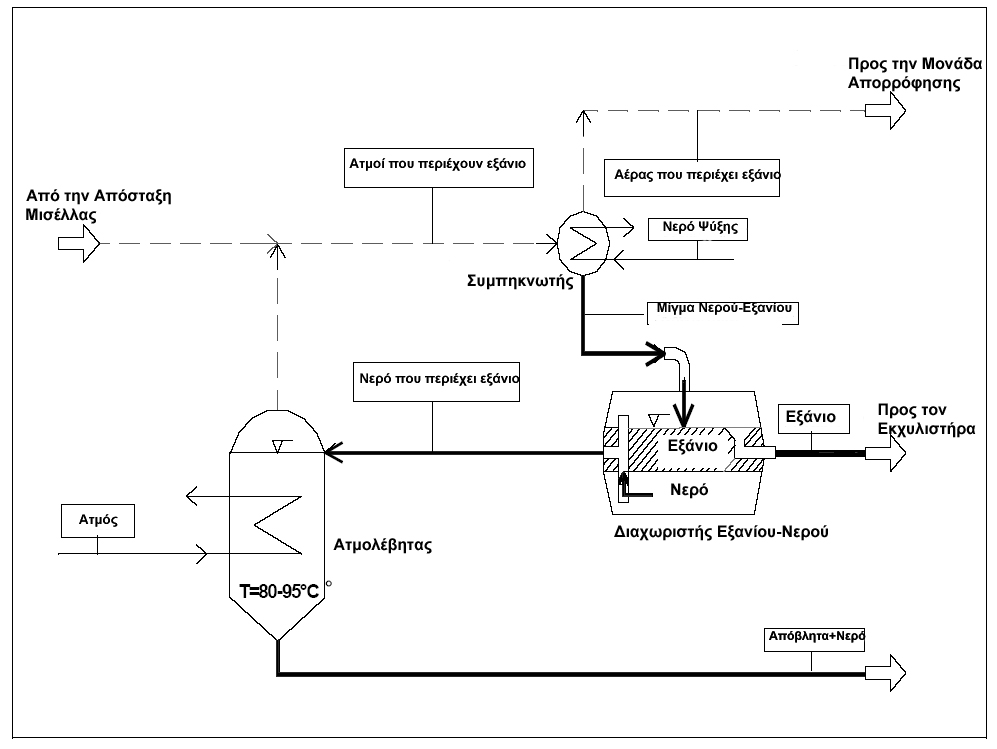 Προς την Μονάδα
Απορρόφησης
Ατμοί που περιέχουν εξάνιο
Αέρας που περιέχει εξάνιο
Από την Απόσταξη
Μισέλλας
Νερό Ψύξης
Συμπηκνωτής
Μίγμα Νερού-Εξανίου
Νερό που περιέχει εξάνιο
Εξάνιο
Προς τον
Εκχυλιστήρα
Εξάνιο
Νερό
Ατμός
Διαχωριστής Εξανίου-Νερού
Ατμολέβητας
T=80-95°C °
Απόβλητα+Νερό